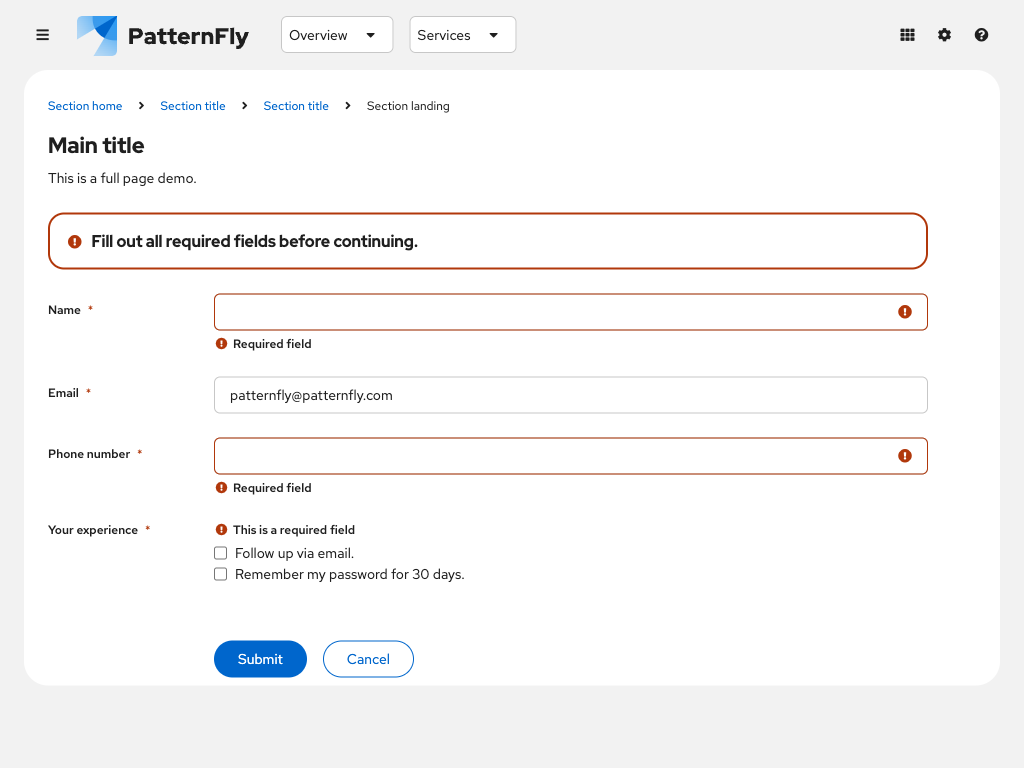 PatternFly
Overview
Services
Section home
Section title
Section title
Section landing
Main title
This is a full page demo.
Fill out all required fields before continuing.
Name *
Required field
Email *
patternfly@patternfly.com
Phone number *
Required field
Your experience *
This is a required field
Follow up via email.
Remember my password for 30 days.
Submit
Cancel